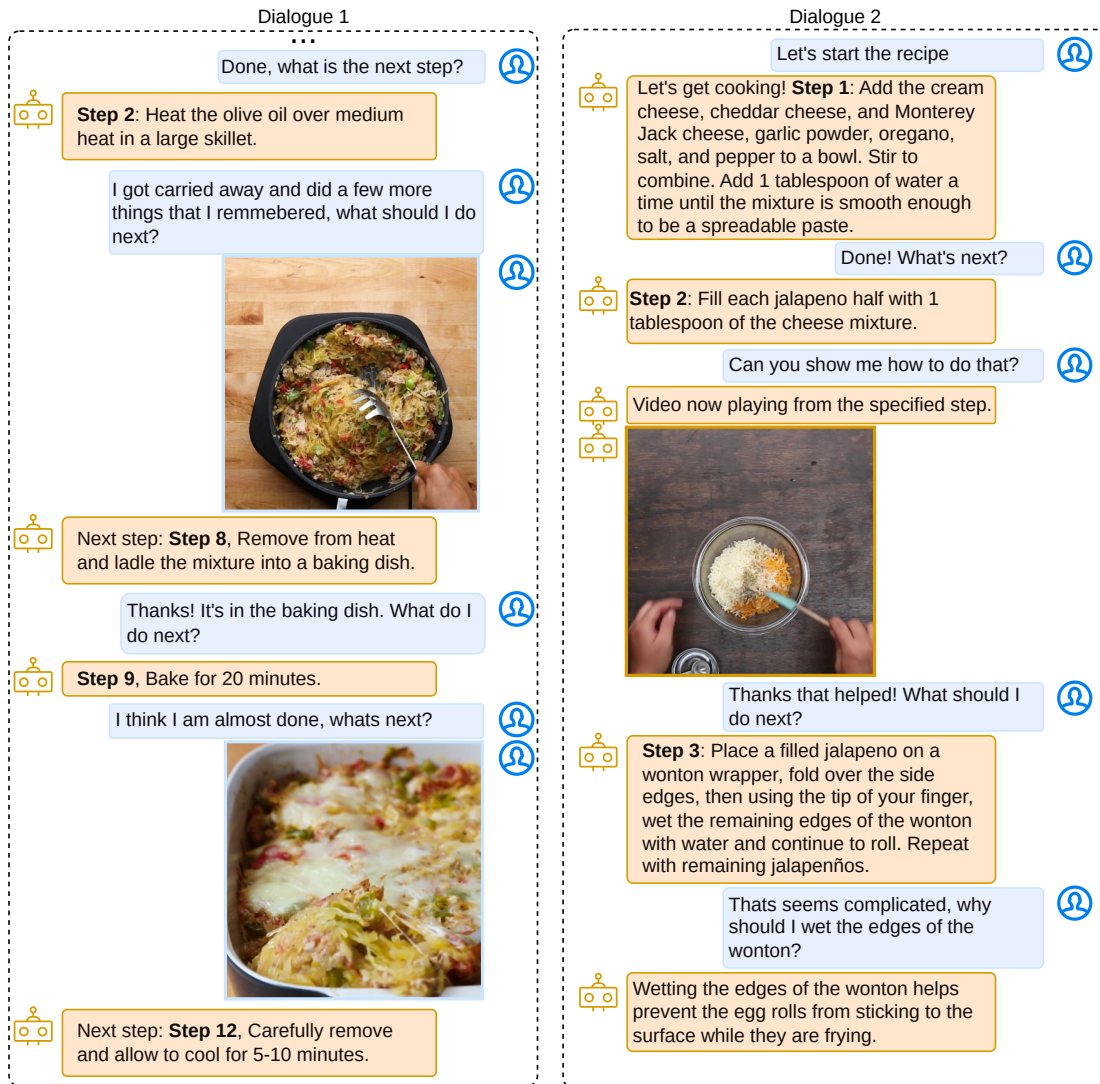 Dialogue 1
...
Done, what is the next step?
Step 2: Heat the olive oil over medium
heat in a large skillet.
I got carried away and did a few more
things that I remmebered, what should I do
next?
Next step: Step 8, Remove from heat
and ladle the mixture into a baking dish.
Thanks! It's in the baking dish. What do I
do next?
Step 9, Bake for 20 minutes.
I think I am almost done, whats next?
Next step: Step 12, Carefully remove
and allow to cool for 5-10 minutes.
Dialogue 2
Let's start the recipe
Let's get cooking! Step 1: Add the cream
cheese, cheddar cheese, and Monterey
Jack cheese, garlic powder, oregano,
salt, and pepper to a bowl. Stir to
combine. Add 1 tablespoon of water a
time until the mixture is smooth enough
to be a spreadable paste.
Done! What's next?
Step 2: Fill each jalapeno half with 1
tablespoon of the cheese mixture.
Can you show me how to do that?
Video now playing from the specified step.
Thanks that helped! What should I
do next?
Step 3: Place a filled jalapeno on a
wonton wrapper, fold over the side
edges, then using the tip of your finger,
wet the remaining edges of the wonton
with water and continue to roll. Repeat
with remaining jalapenños.
Thats seems complicated, why
should I wet the edges of the
wonton?
Wetting the edges of the wonton helps
prevent the egg rolls from sticking to the
surface while they are frying.